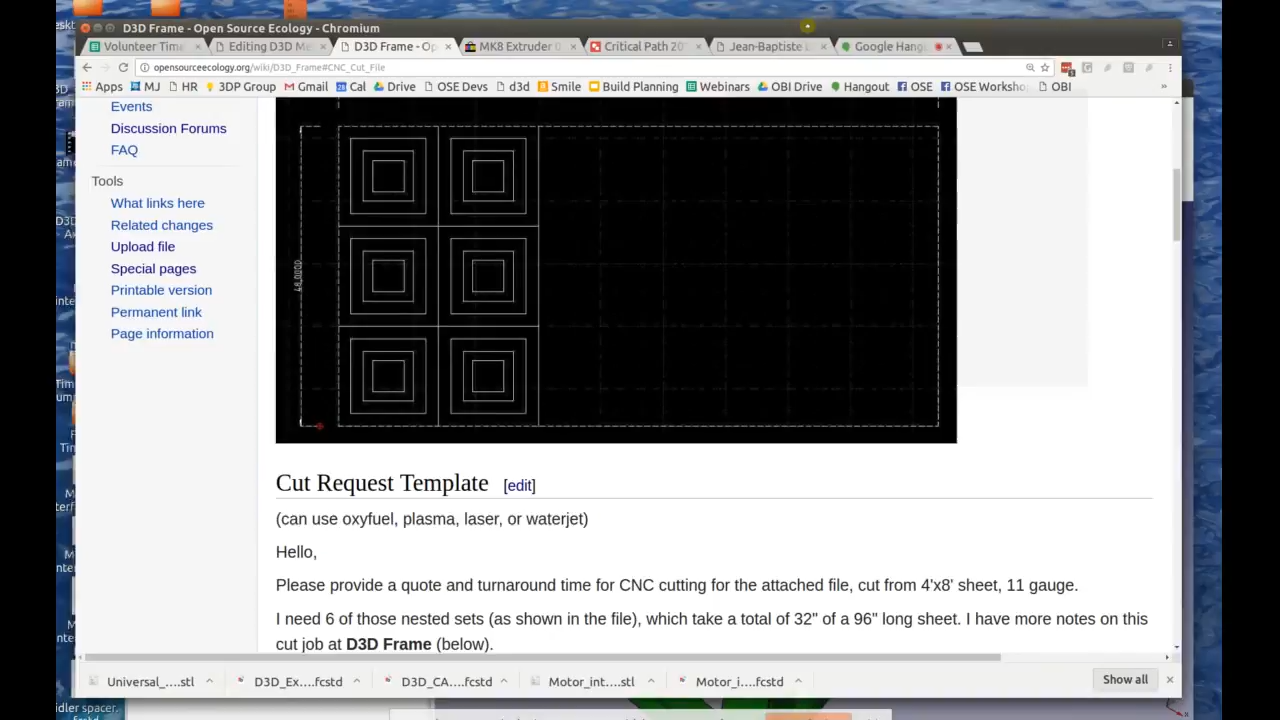 D3D Frame - Open Source Ecology - Chromium
Volunteer Tim
Editing D3D Me
D3D Frame - Op
MK8 Extruder
Critical Path 20
Jean-Baptiste
Google Hang
opensourceecology.org/wiki/D3D_Frame#CNC_Cut_File
Apps MJ HR 3DP Group Gmail Cal Drive OSE Devs d3d Smile Build Planning Webinars OBI Drive Hangout OSE OSE Worksho OBI »
Events
Discussion Forums
FAQ
Tools
What links here
Related changes
Upload file
Special pages
Printable version
Permanent link
Page information
48.0000
Cut Request Template [edit]
(can use oxyfuel, plasma, laser, or waterjet)
Hello,
Please provide a quote and turnaround time for CNC cutting for the attached file, cut from 4'x8' sheet, 11 gauge.
I need 6 of those nested sets (as shown in the file), which take a total of 32" of a 96" long sheet. I have more notes on this
cut job at D3D Frame (below).
Universal_....stl
D3D_Ex....fcstd
D3D_CA....fcstd
Motor_int....stl
Motor_i....fcstd
Show all
idler spacer.